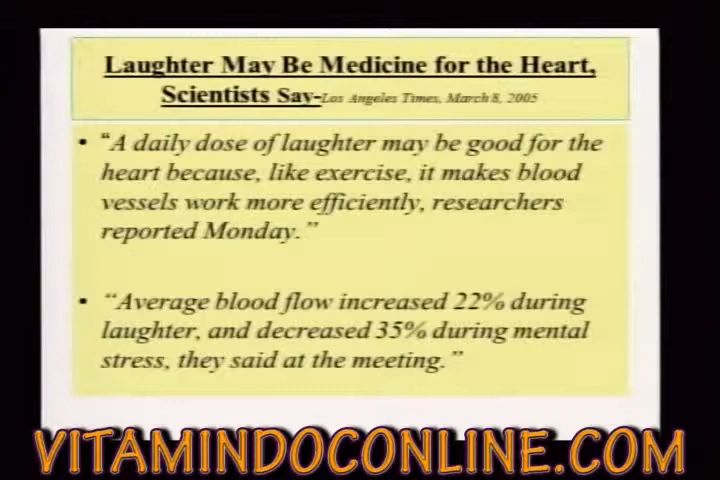 Laughter May Be Medicine for the Heart,
Scientists Say-Los Angeles Times, March 8, 2005
• “A daily dose of laughter may be good for the
heart because, like exercise, it makes blood
vessels work more efficiently, researchers
reported Monday.”
• “Average blood flow increased 22% during
laughter, and decreased 35% during mental
stress, they said at the meeting.”
VITAMINDOCONLINE.COM